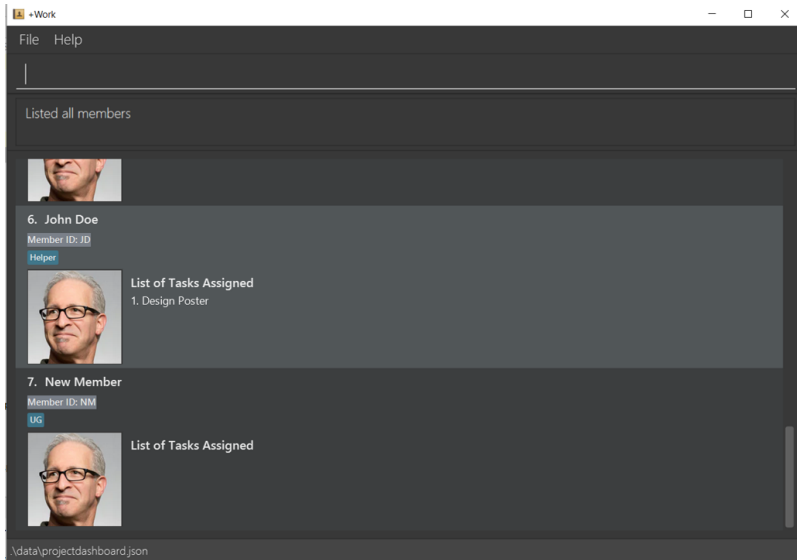 +Work
File Help
Listed all members
6. John Doe
Member ID: JD
Helper
List of Tasks Assigned
1. Design Poster
7. New Member
Member ID: NM
UG
List of Tasks Assigned
.\data\projectdashboard.json